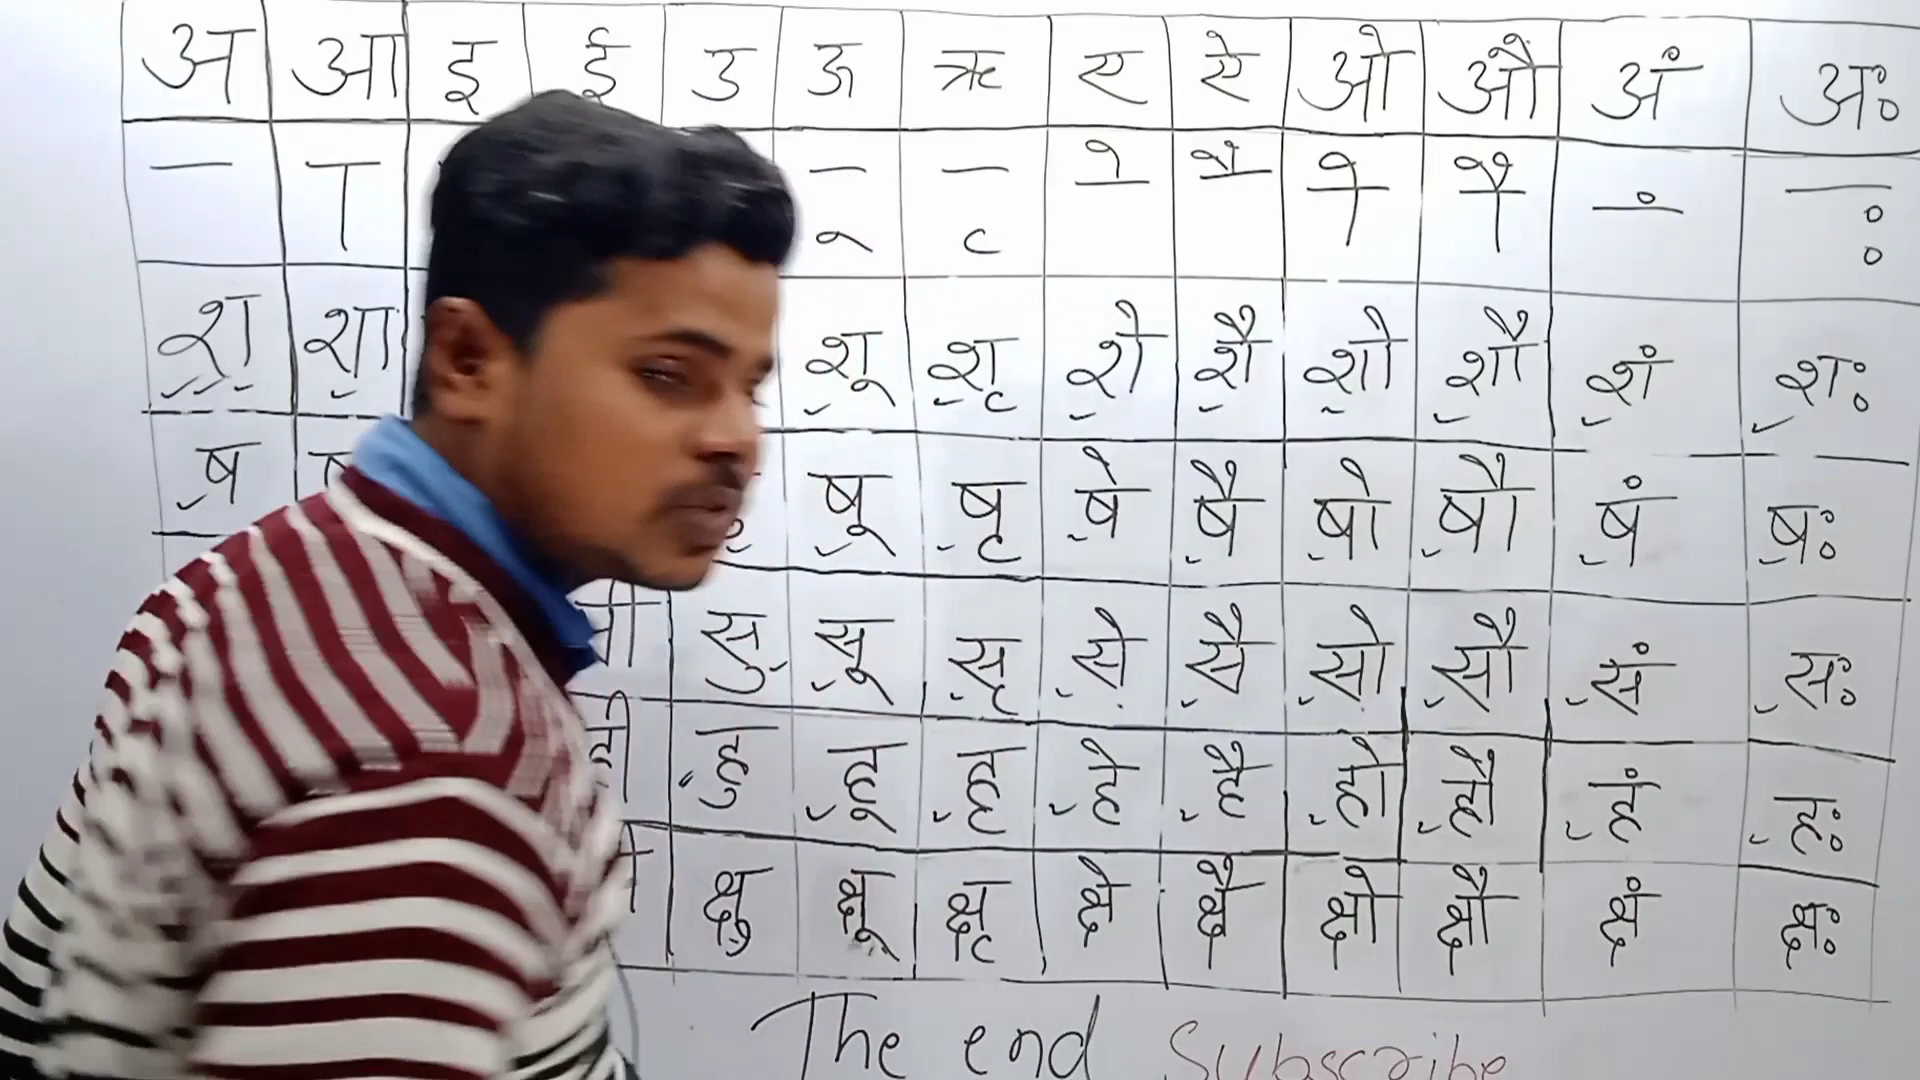 अ आ इ ई उ ऊ ऋ ए ऐ ओ औ अं अः
ा ू ृ े ै ो ौ ं ः
श शा शू शृ शे शै शो शौ शं शः
ष षू षृ षे षै षो षौ षं षः
सु सू सृ से सै सो सौ सं सः
हु हू हृ हे है हो हौ हं हः
क्षु क्षू क्षृ क्षे क्षै क्षो क्षौ क्षं क्षः
The end Subscribe